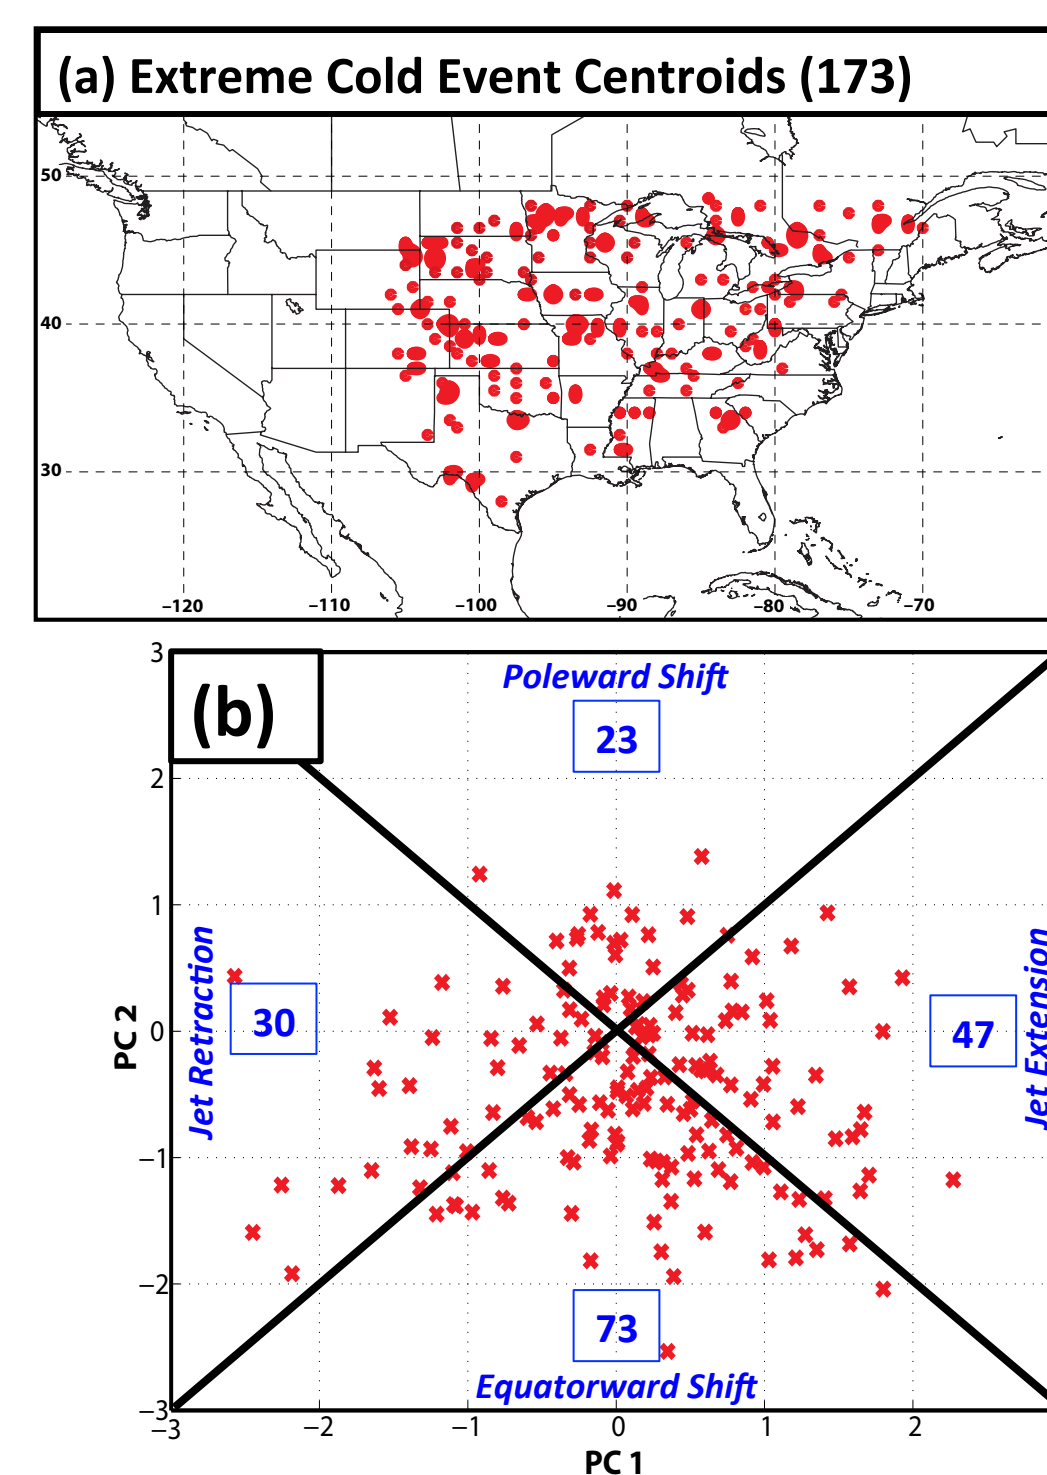 (a) Extreme Cold Event Centroids (173)
50
40
30
−120 −110 −100 −90 −80 −70
(b)
Poleward Shift
23
Jet Retraction
30
47
Jet Extension
73
Equatorward Shift
PC 2
3
2
1
0
−1
−2
−3
−3 −2 −1 0 1 2
PC 1